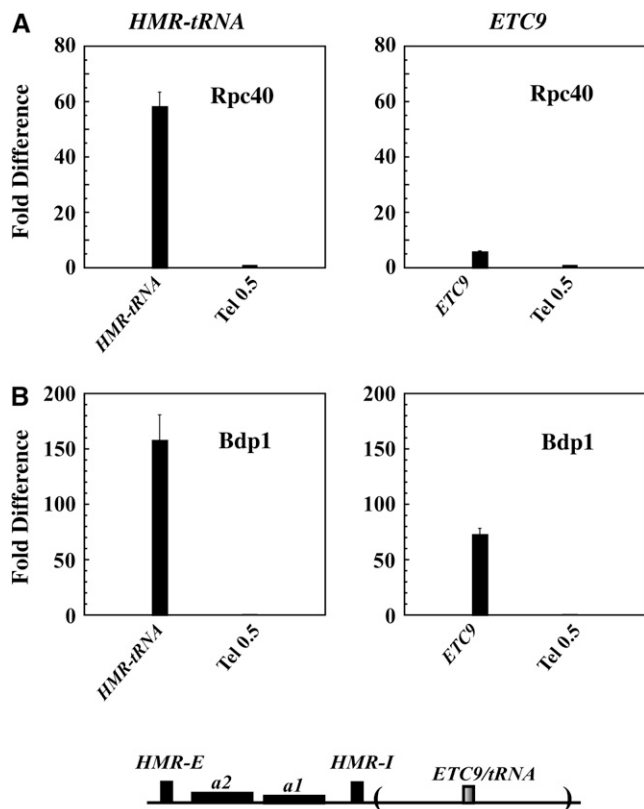 A
HMR-tRNA
ETC9
Fold Difference
80
60
40
20
0
Rpc40
HMR-tRNA
Tel 0.5
80
60
40
20
0
Rpc40
ETC9
Tel 0.5
B
Fold Difference
200
150
100
50
0
Bdp1
HMR-tRNA
Tel 0.5
200
150
100
50
0
Bdp1
ETC9
Tel 0.5
HMR-E
a2
a1
HMR-I
ETC9/tRNA
( )